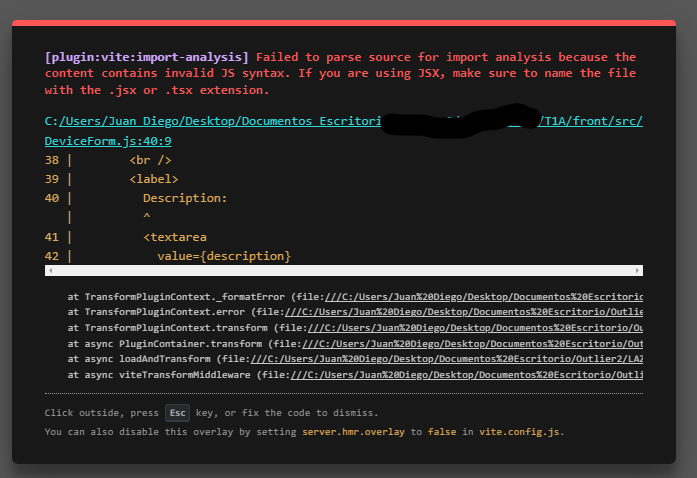 [plugin:vite:import-analysis] Failed to parse source for import analysis because the
content contains invalid JS syntax. If you are using JSX, make sure to name the file
with the .jsx or .tsx extension.
C:/Users/Juan Diego/Desktop/Documentos Escritori /T1A/front/src/
DeviceForm.js:40:9
38 | <br />
39 | <label>
40 | Description:
| ^
41 | <textarea
42 | value={description}
at TransformPluginContext._formatError (file:///C:/Users/Juan%20Diego/Desktop/Documentos%20Escritorio
at TransformPluginContext.error (file:///C:/Users/Juan%20Diego/Desktop/Documentos%20Escritorio/Outlie
at TransformPluginContext.transform (file:///C:/Users/Juan%20Diego/Desktop/Documentos%20Escritorio/Ou
at async PluginContainer.transform (file:///C:/Users/Juan%20Diego/Desktop/Documentos%20Escritorio/Out
at async loadAndTransform (file:///C:/Users/Juan%20Diego/Desktop/Documentos%20Escritorio/Outlier2/LAZ
at async viteTransformMiddleware (file:///C:/Users/Juan%20Diego/Desktop/Documentos%20Escritorio/Outli
Click outside, press Esc key, or fix the code to dismiss.
You can also disable this overlay by setting server.hmr.overlay to false in vite.config.js.